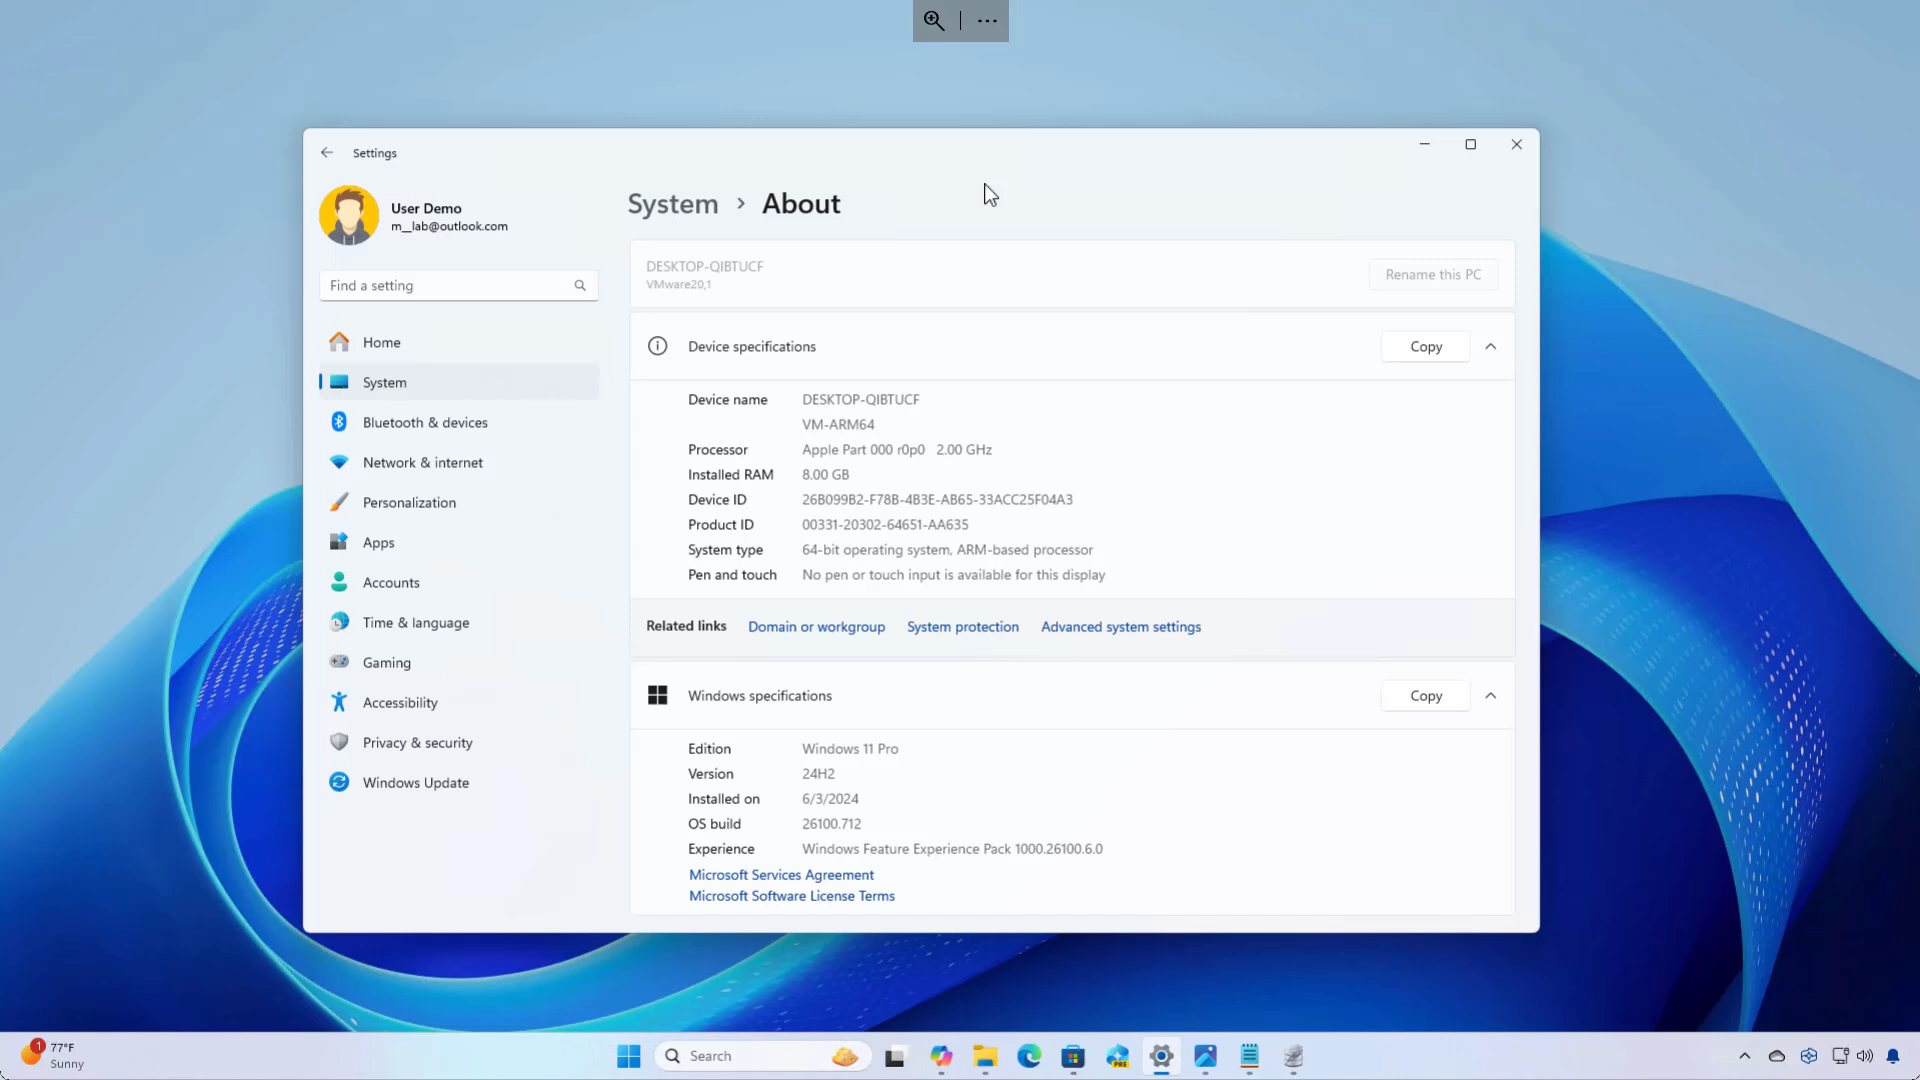 Settings
User Demo
m__lab@outlook.com
Find a setting
Home
System
Bluetooth & devices
Network & internet
Personalization
Apps
Accounts
Time & language
Gaming
Accessibility
Privacy & security
Windows Update
System > About
DESKTOP-QIBTUCF
VMware20,1
Rename this PC
Device specifications
Copy
Device name DESKTOP-QIBTUCF
VM-ARM64
Processor Apple Part 000 r0p0 2.00 GHz
Installed RAM 8.00 GB
Device ID 26B099B2-F78B-4B3E-AB65-33ACC25F04A3
Product ID 00331-20302-64651-AA635
System type 64-bit operating system, ARM-based processor
Pen and touch No pen or touch input is available for this display
Related links Domain or workgroup System protection Advanced system settings
Windows specifications
Copy
Edition Windows 11 Pro
Version 24H2
Installed on 6/3/2024
OS build 26100.712
Experience Windows Feature Experience Pack 1000.26100.6.0
Microsoft Services Agreement
Microsoft Software License Terms
1
77°F
Sunny
Search
PRE